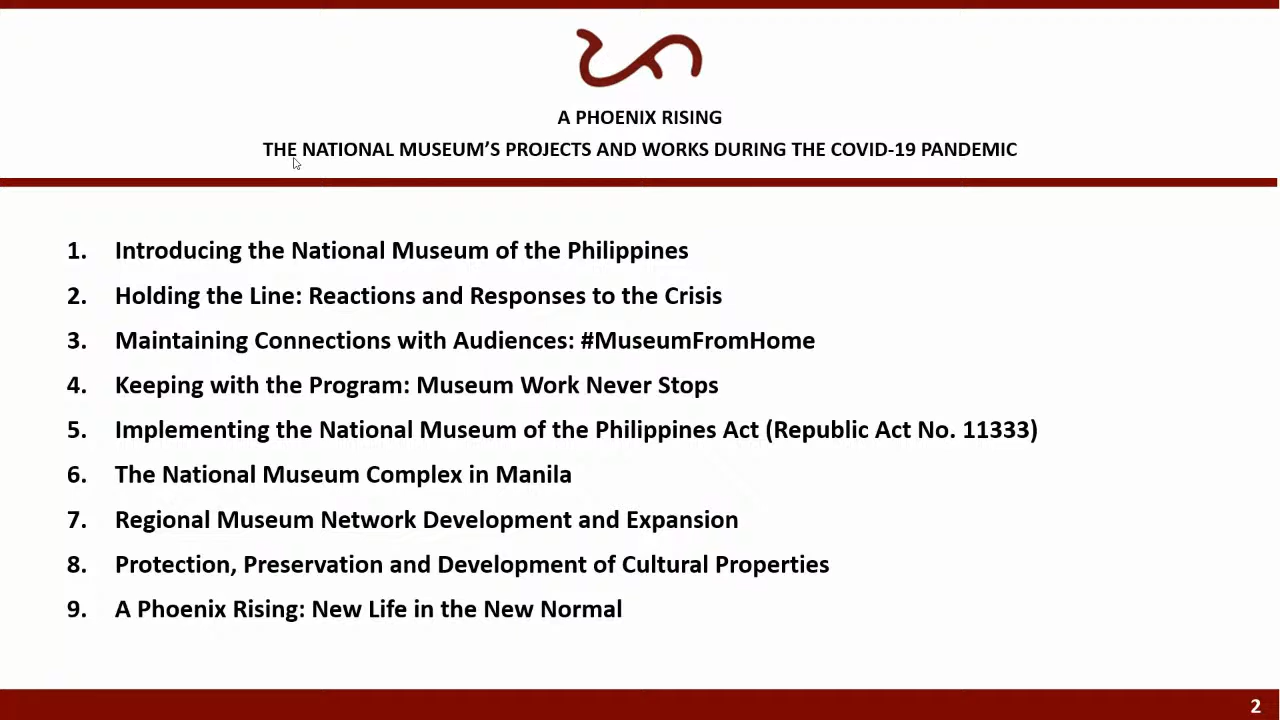 A PHOENIX RISING
THE NATIONAL MUSEUM’S PROJECTS AND WORKS DURING THE COVID-19 PANDEMIC
1. Introducing the National Museum of the Philippines
2. Holding the Line: Reactions and Responses to the Crisis
3. Maintaining Connections with Audiences: #MuseumFromHome
4. Keeping with the Program: Museum Work Never Stops
5. Implementing the National Museum of the Philippines Act (Republic Act No. 11333)
6. The National Museum Complex in Manila
7. Regional Museum Network Development and Expansion
8. Protection, Preservation and Development of Cultural Properties
9. A Phoenix Rising: New Life in the New Normal
2